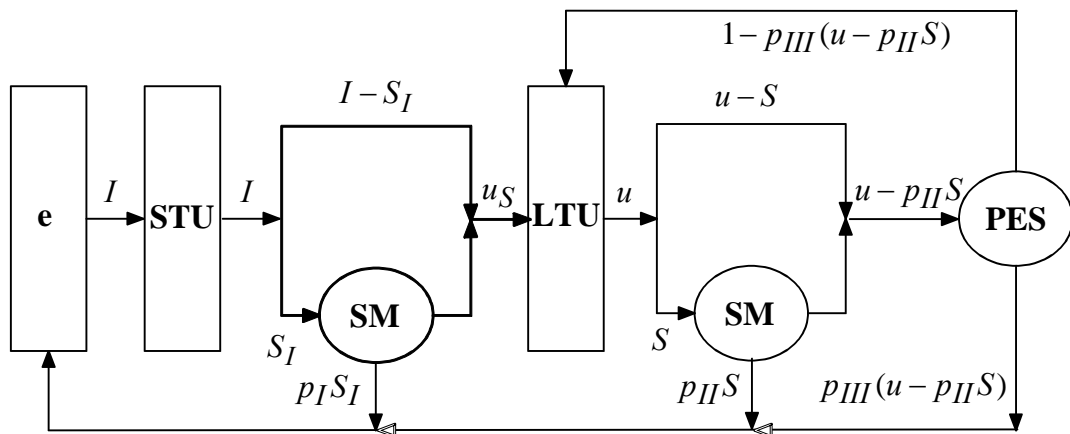 1 – p_III(u – p_II S)
I – S_I
u – S
e
I
STU
I
u_S
LTU
u
u – p_II S
PES
SM
SM
S_I
S
p_I S_I
p_II S
p_III(u – p_II S)